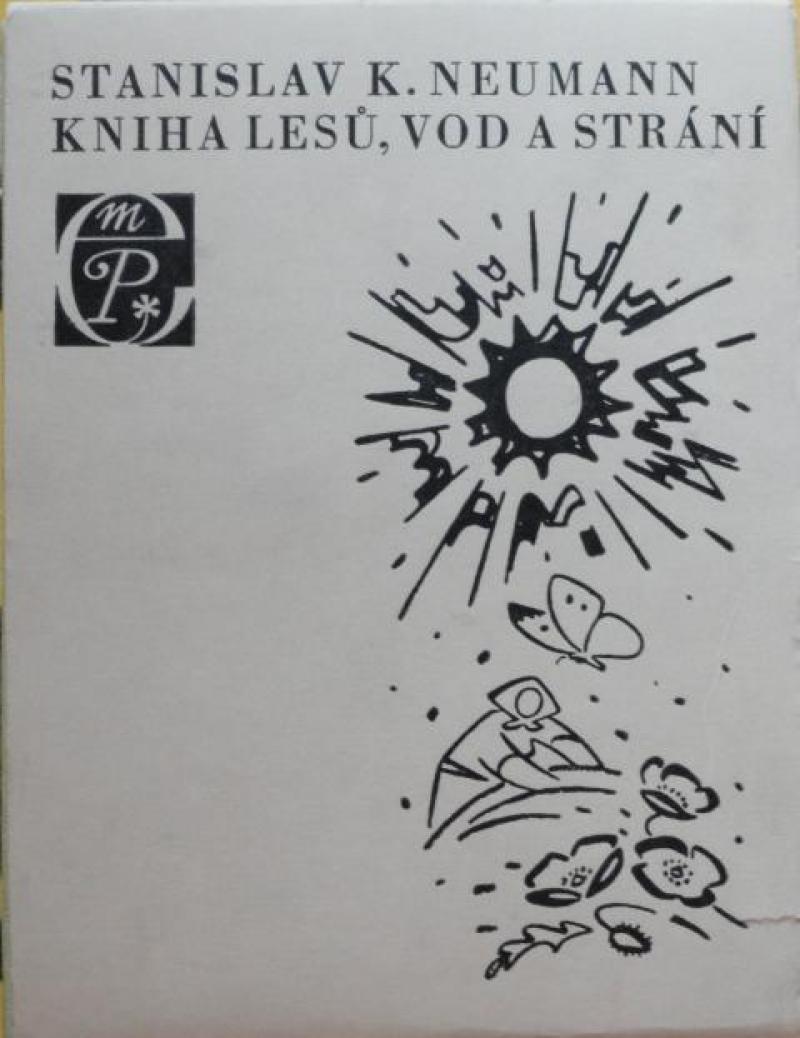 STANISLAV K. NEUMANN
KNIHA LESŮ, VOD A STRÁNÍ
m
P*